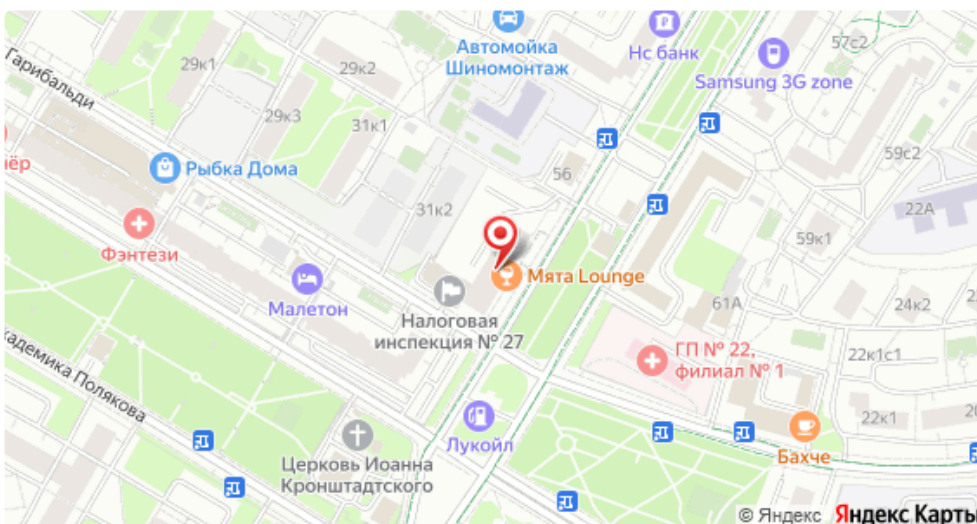 57с2
Автомойка
Шиномонтаж
Нс банк
Samsung 3G zone
Гарибальди
29к1
29к2
29к3
31к1
59с2
ёр
Рыбка Дома
56
31к2
22А
59к1
Фэнтези
Малетон
Мята Lounge
61А
24к2
Налоговая
инспекция № 27
ГП № 22,
филиал № 1
22к1с1
кадемика Полякова
22к1
Лукойл
Бахче
Церковь Иоанна
Кронштадтского
© Яндекс Яндекс Карты